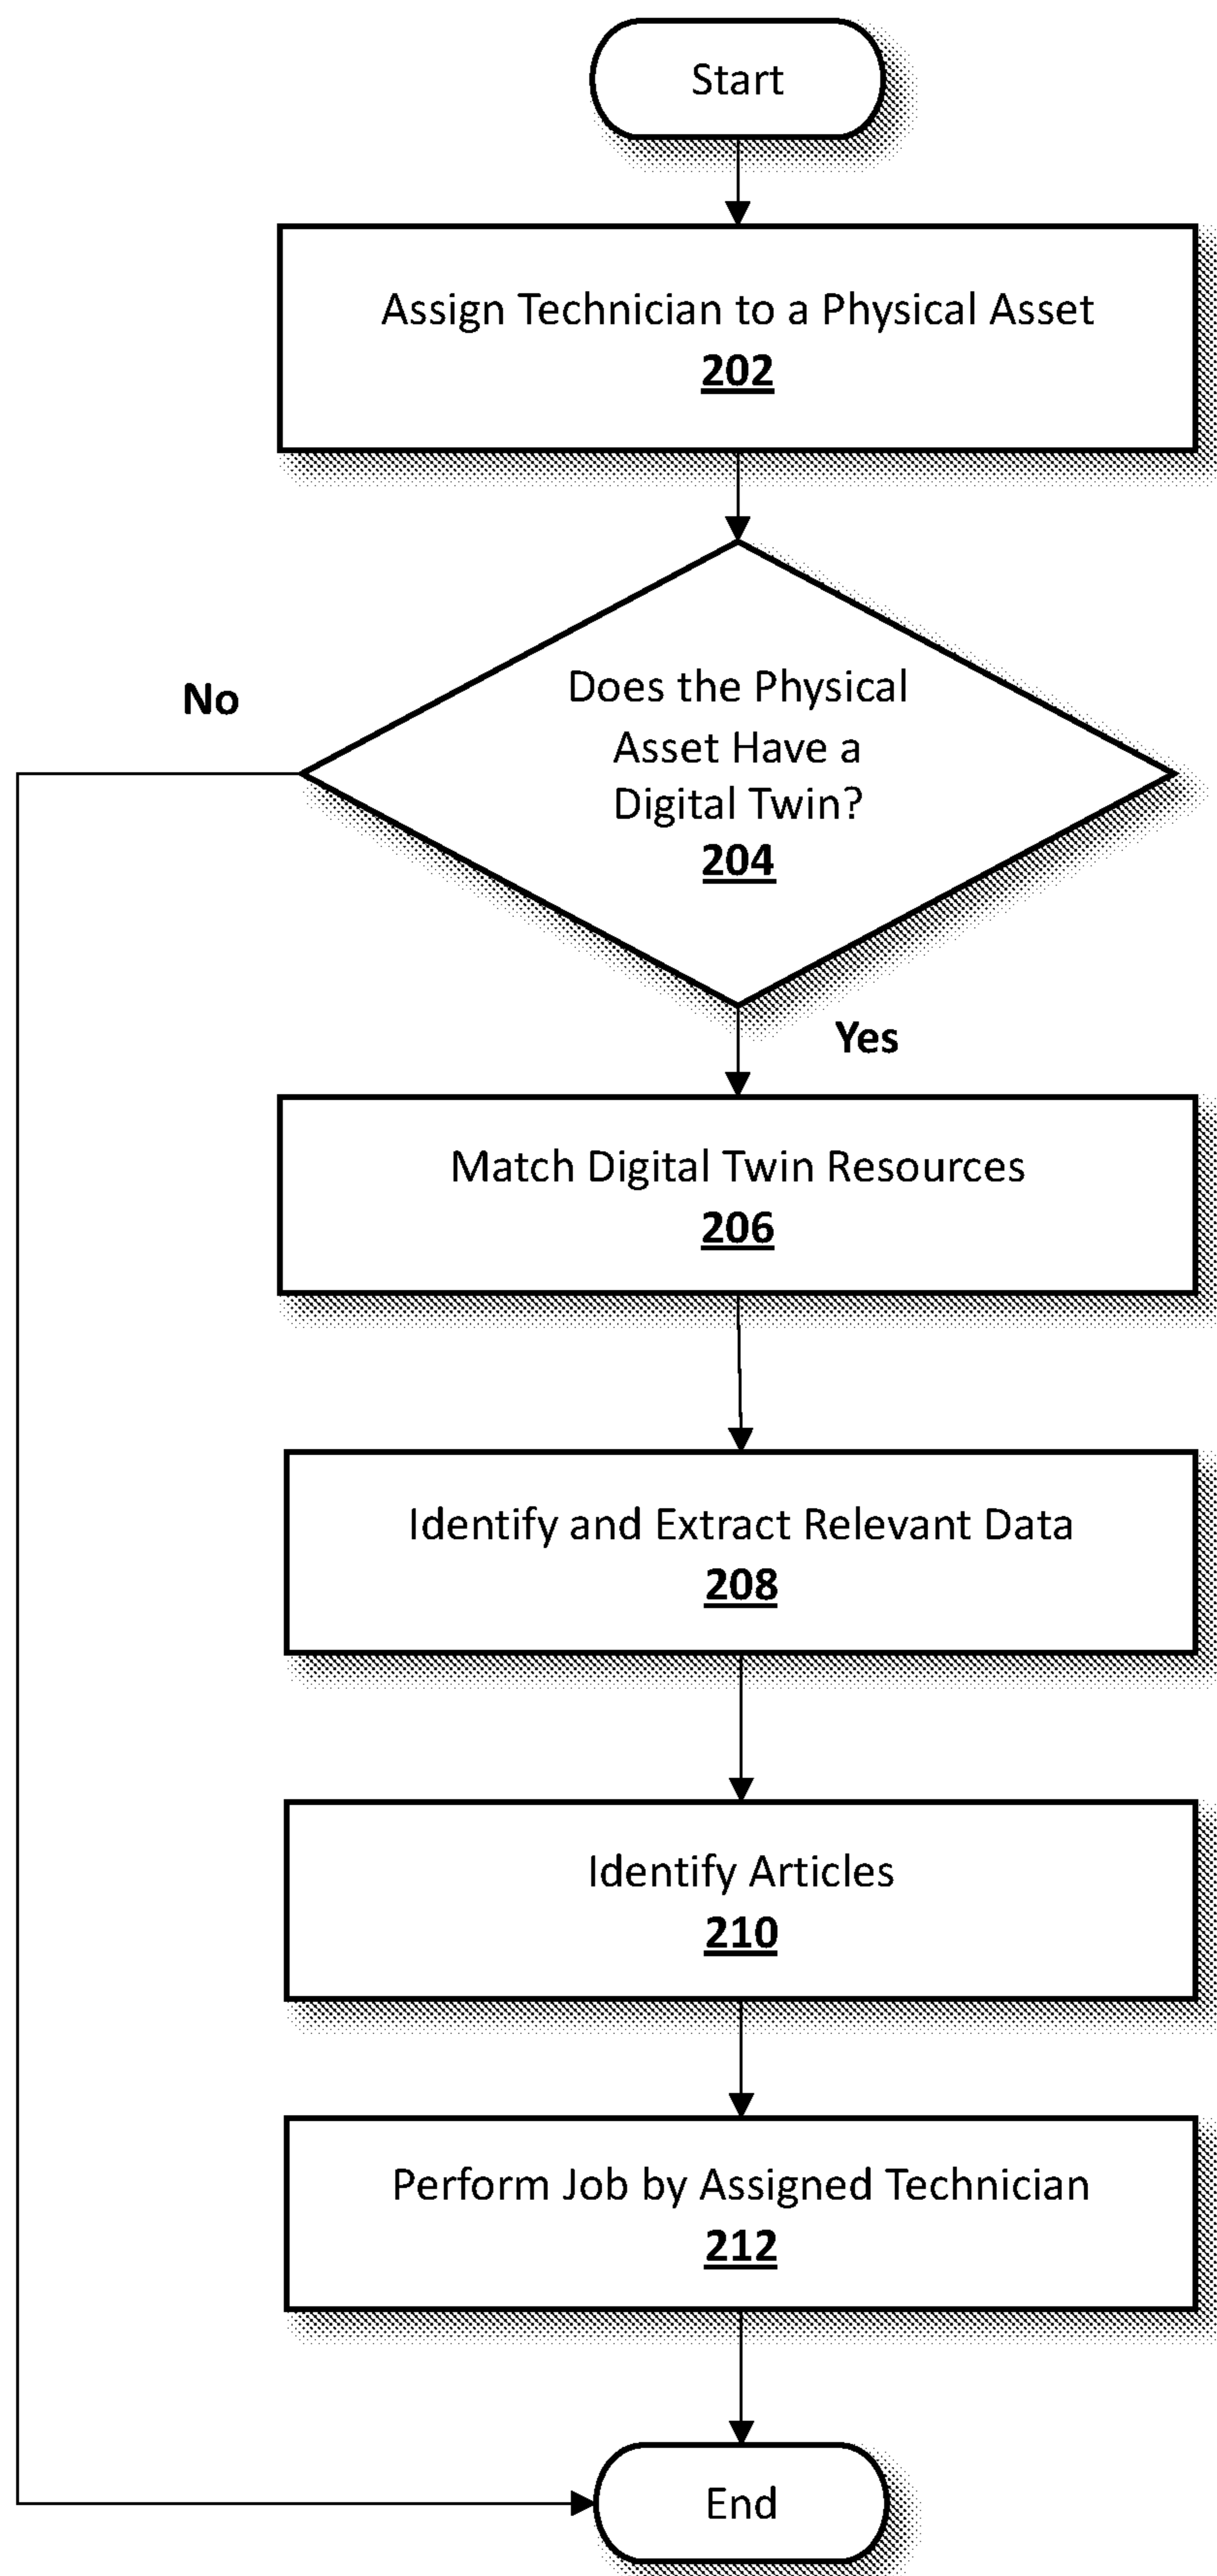 Start
Assign Technician to a Physical Asset
202
Does the Physical
Asset Have a
Digital Twin?
204
No
Yes
Match Digital Twin Resources
206
Identify and Extract Relevant Data
208
Identify Articles
210
Perform Job by Assigned Technician
212
End